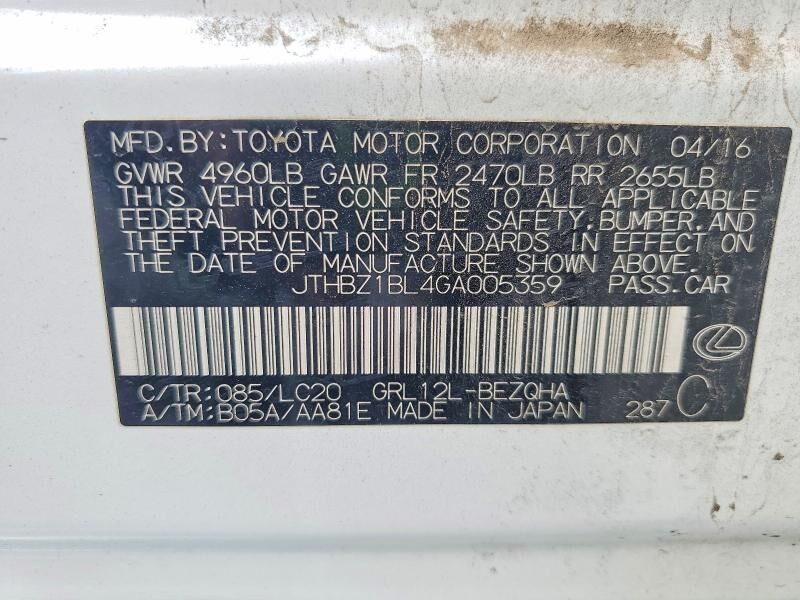 MFD.BY:TOYOTA MOTOR CORPORATION 04/16
GVWR 4960LB GAWR FR 2470LB RR 2655LB
THIS VEHICLE CONFORMS TO ALL APPLICABLE
FEDERAL MOTOR VEHICLE SAFETY,BUMPER,AND
THEFT PREVENTION STANDARDS IN EFFECT ON
THE DATE OF MANUFACTURE SHOWN ABOVE.
JTHBZ1BL4GA005359 PASS.CAR
C/TR:085/LC20 GRL12L-BEZQHA
A/TM:B05A/AA81E MADE IN JAPAN 287 C